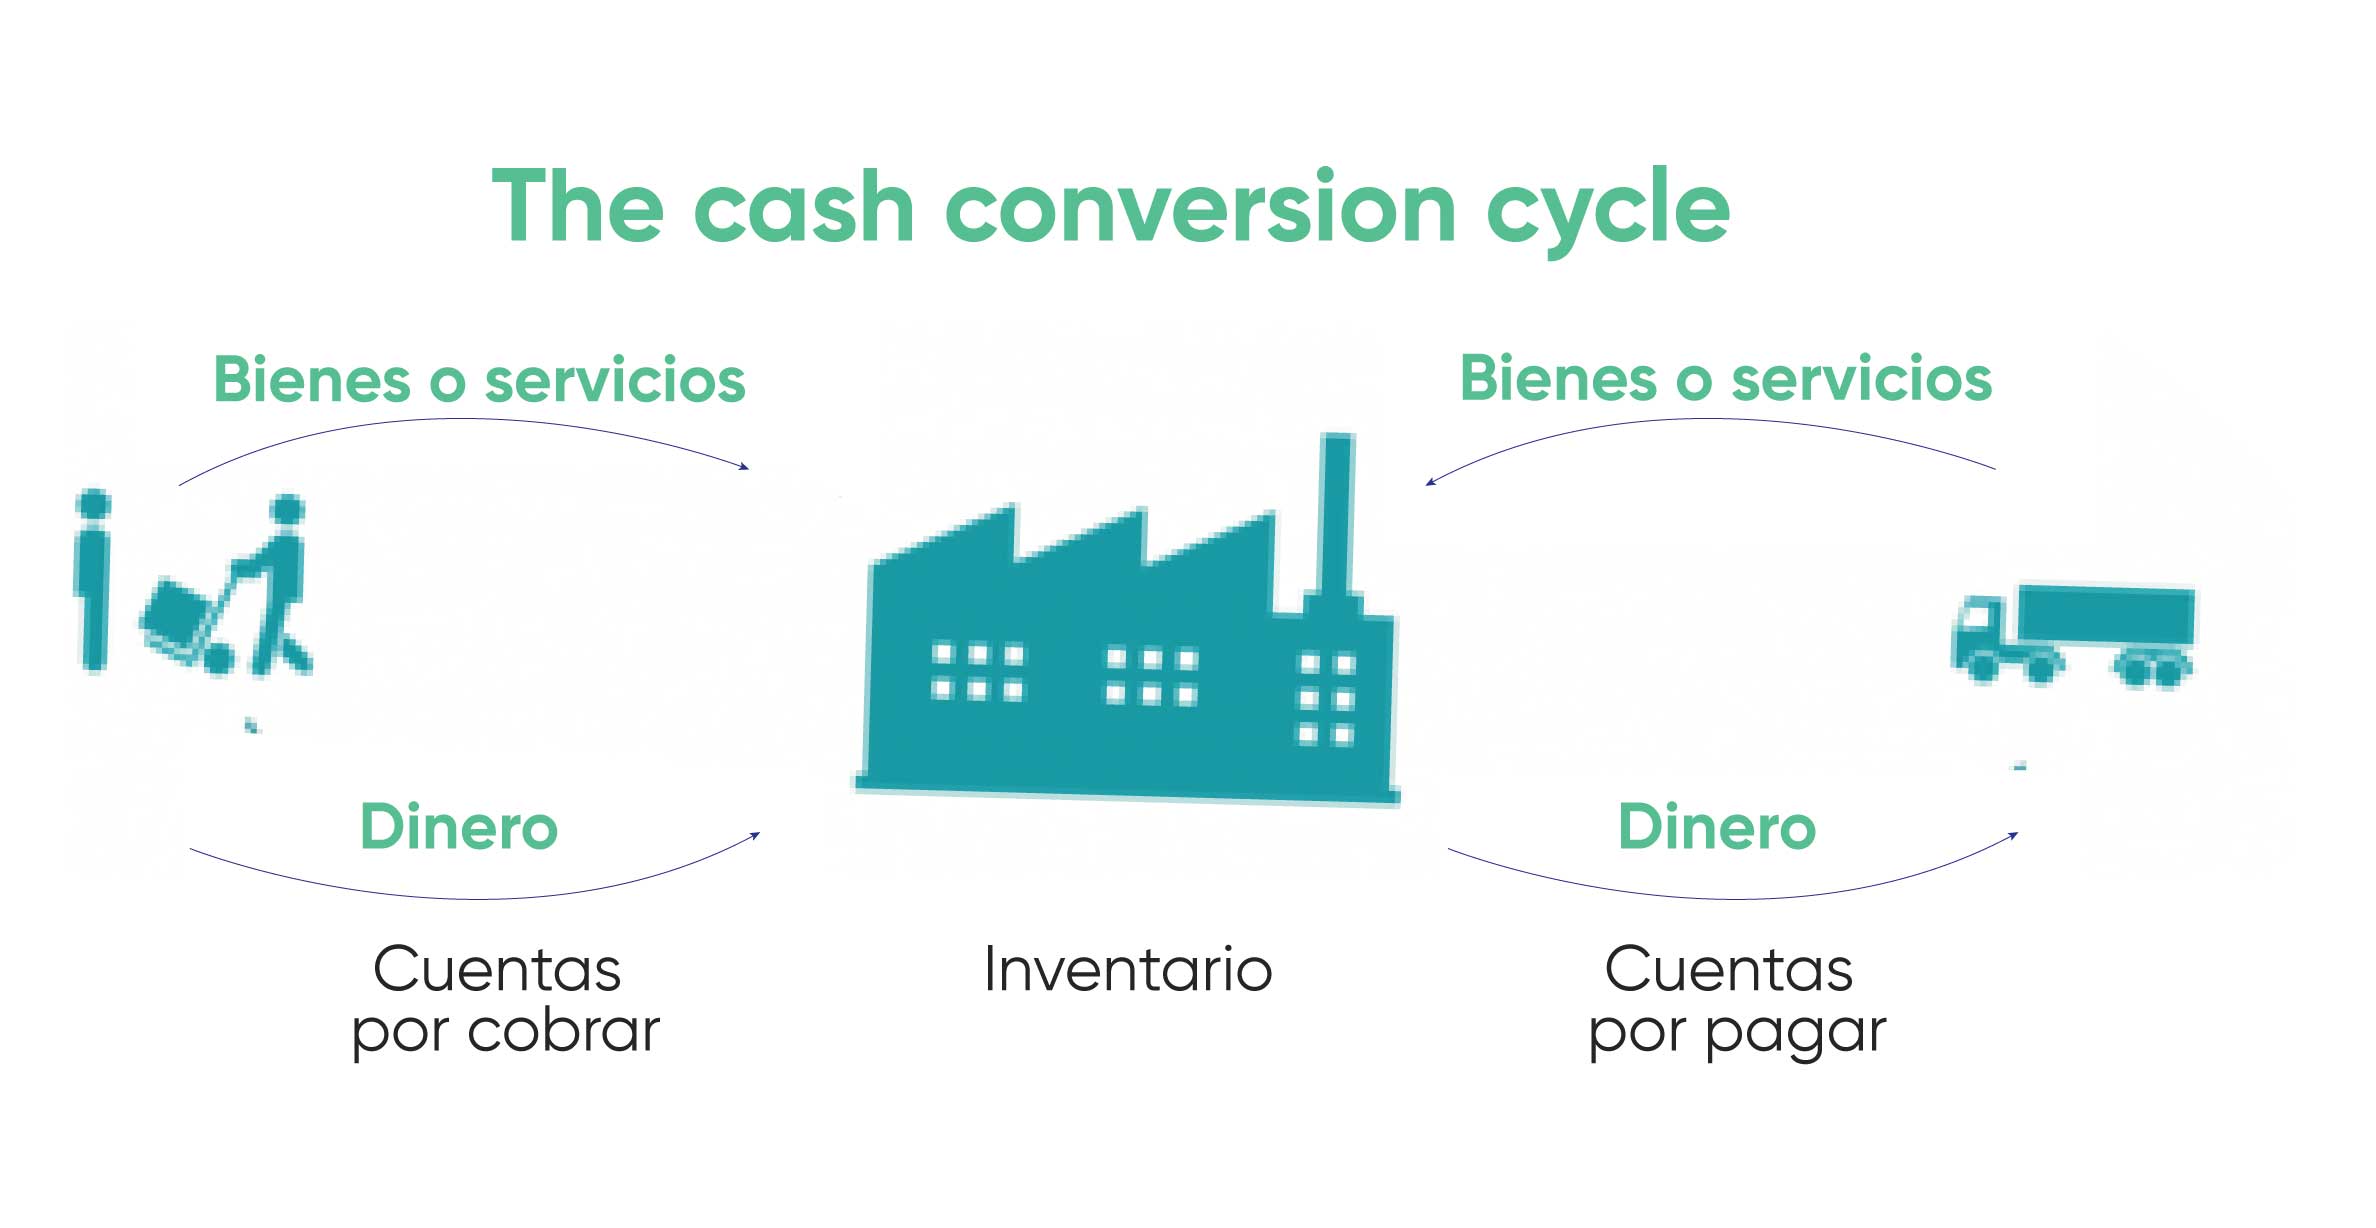 The cash conversion cycle
Bienes o servicios
Bienes o servicios
Dinero
Dinero
Cuentas
por cobrar
Inventario
Cuentas
por pagar